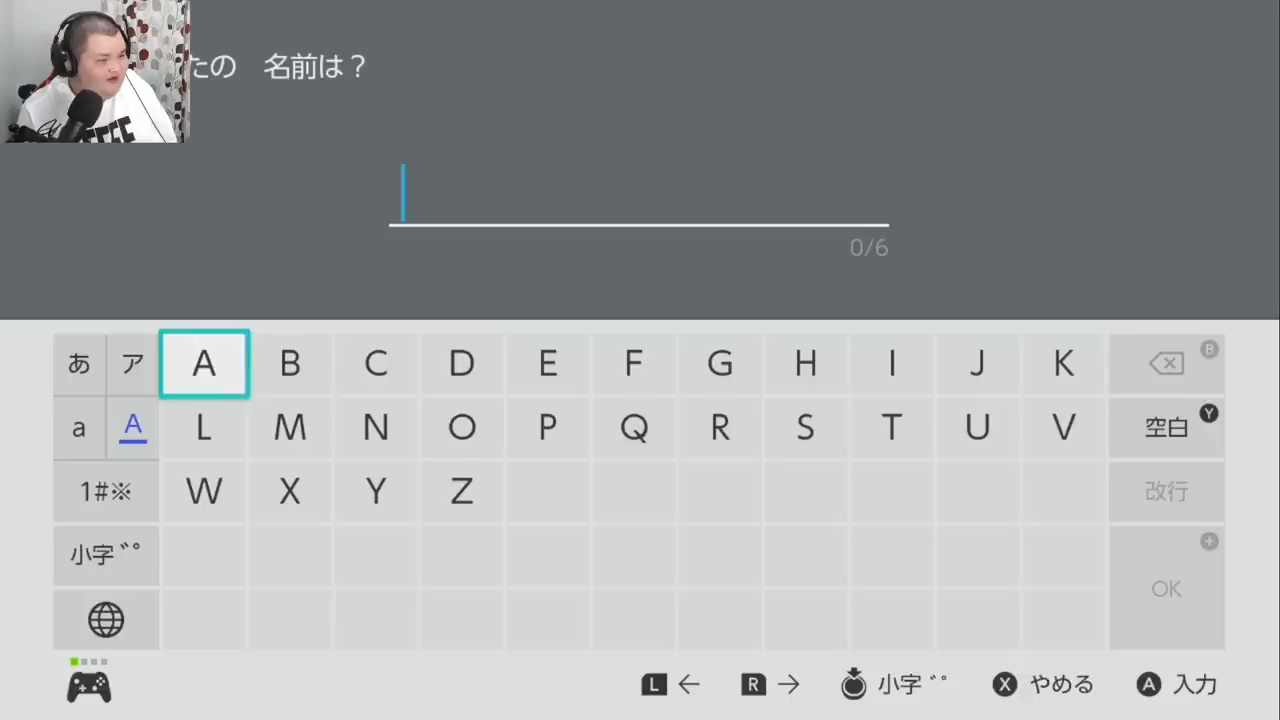 たの 名前は？
0/6
あ ア A B C D E F G H I J K B
a A L M N O P Q R S T U V 空白 Y
1#※ W X Y Z 改行
小字゛゜ +
OK
L ← R → 小字゛゜ X やめる A 入力